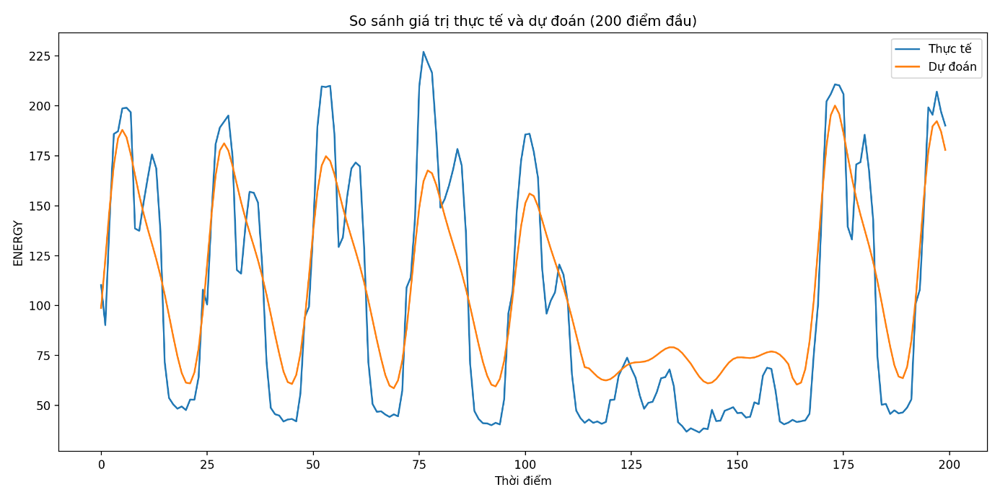 So sánh giá trị thực tế và dự đoán (200 điểm đầu)
Thực tế
Dự đoán
ENERGY
225
200
175
150
125
100
75
50
0 25 50 75 100 125 150 175 200
Thời điểm